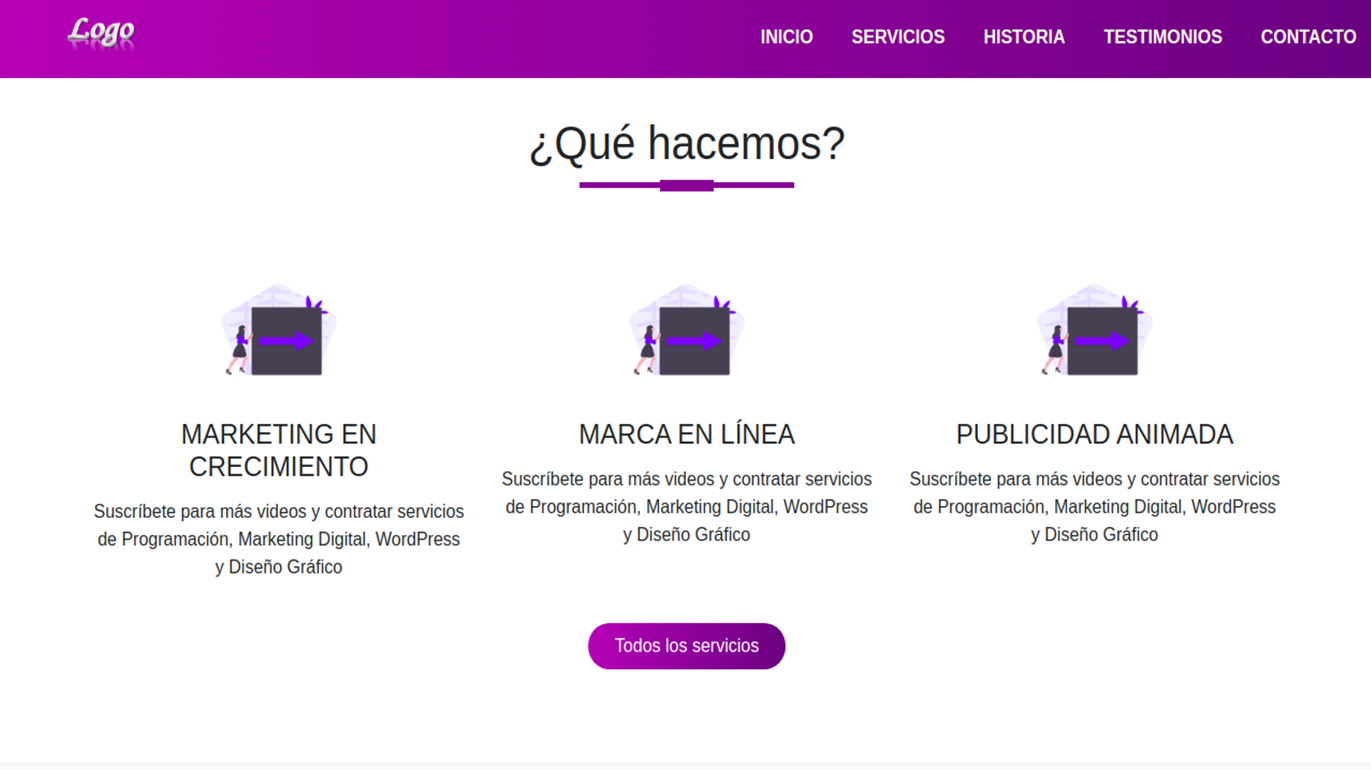 Logo
INICIO SERVICIOS HISTORIA TESTIMONIOS CONTACTO
¿Qué hacemos?
MARKETING EN
CRECIMIENTO
Suscríbete para más videos y contratar servicios
de Programación, Marketing Digital, WordPress
y Diseño Gráfico
MARCA EN LÍNEA
Suscríbete para más videos y contratar servicios
de Programación, Marketing Digital, WordPress
y Diseño Gráfico
PUBLICIDAD ANIMADA
Suscríbete para más videos y contratar servicios
de Programación, Marketing Digital, WordPress
y Diseño Gráfico
Todos los servicios